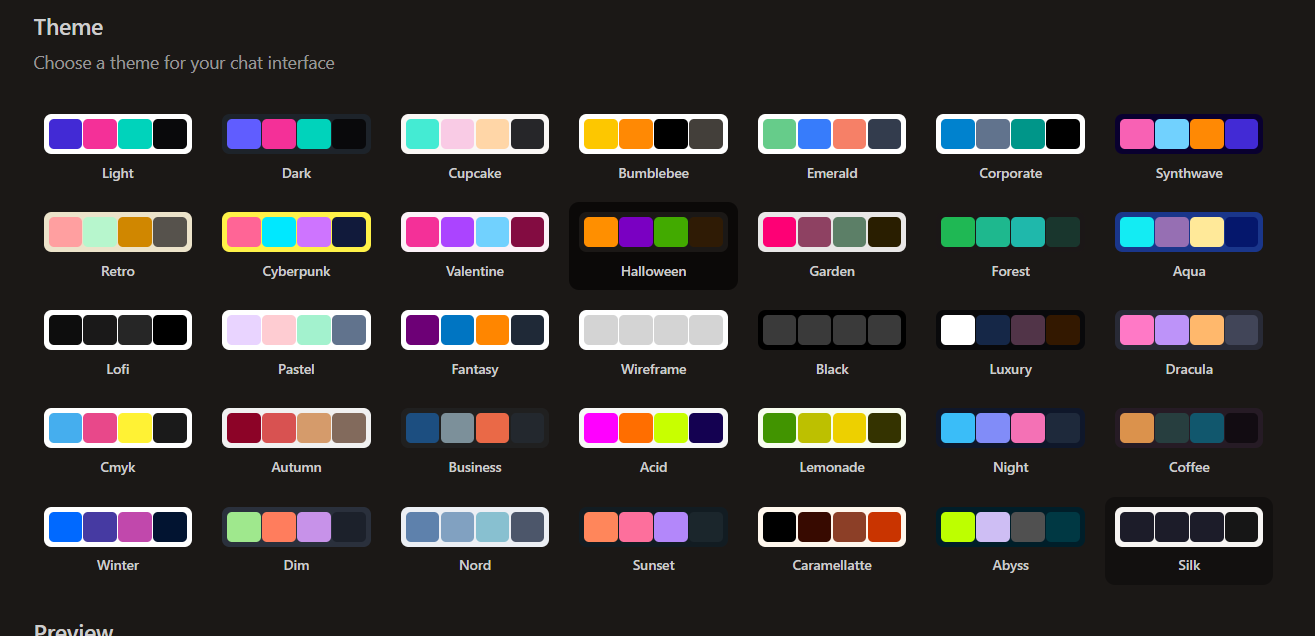 Theme
Choose a theme for your chat interface
Light Dark Cupcake Bumblebee Emerald Corporate Synthwave
Retro Cyberpunk Valentine Halloween Garden Forest Aqua
Lofi Pastel Fantasy Wireframe Black Luxury Dracula
Cmyk Autumn Business Acid Lemonade Night Coffee
Winter Dim Nord Sunset Caramellatte Abyss Silk
Preview